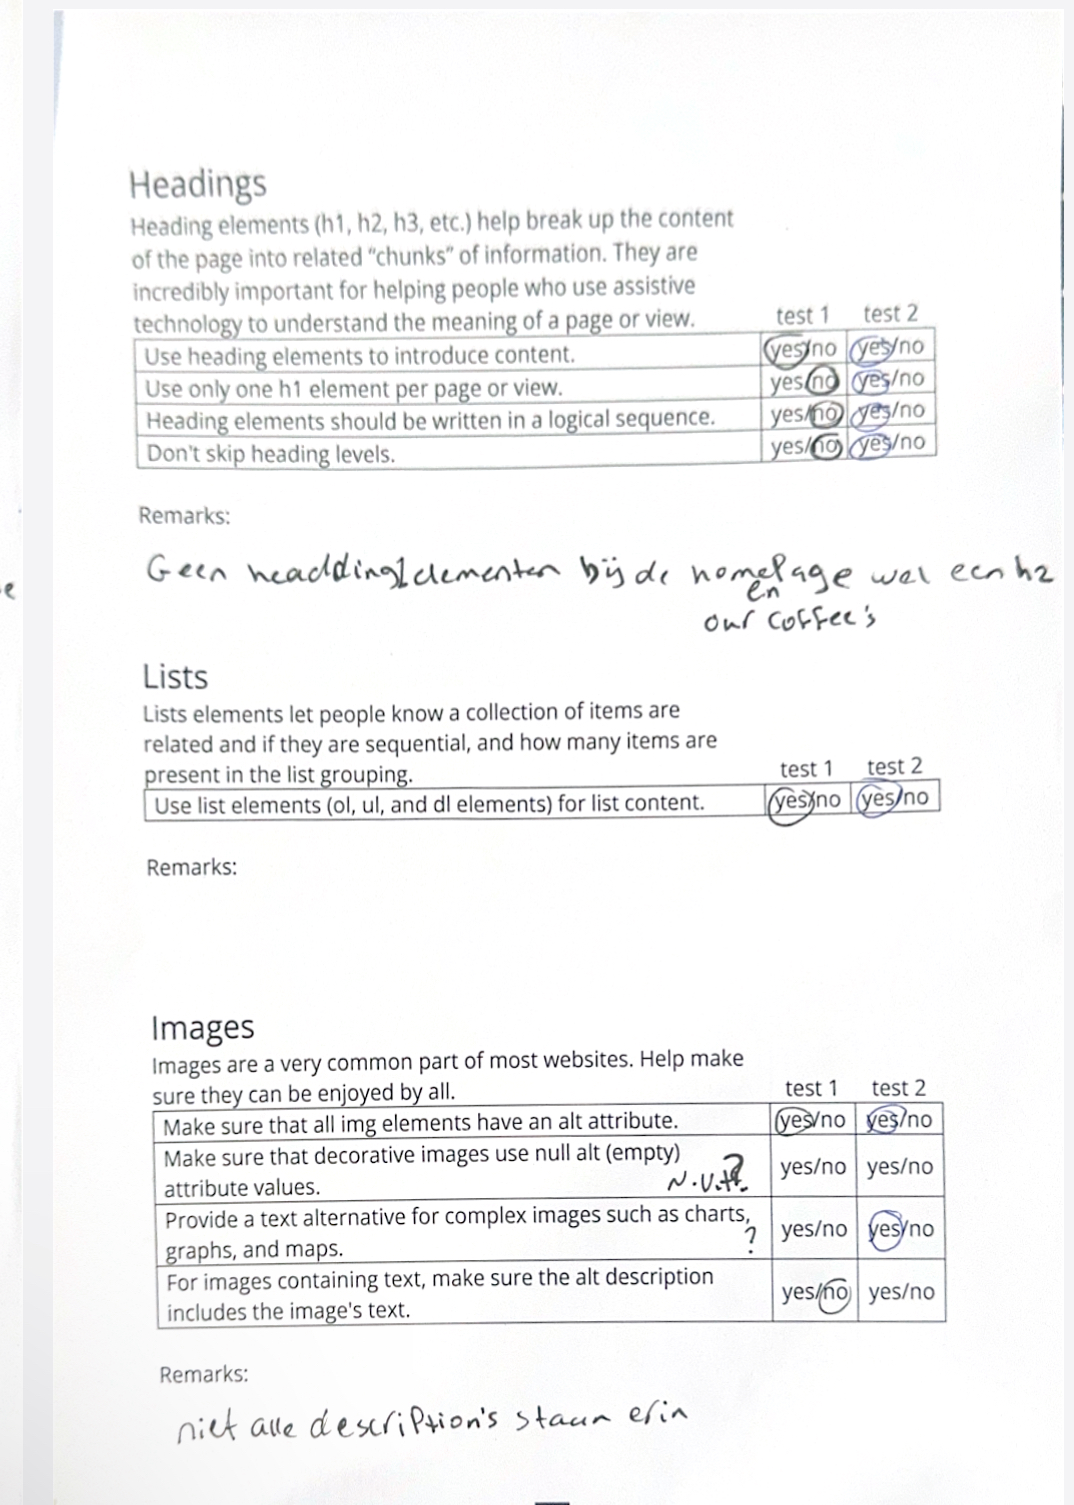 Headings
Heading elements (h1, h2, h3, etc.) help break up the content
of the page into related “chunks” of information. They are
incredibly important for helping people who use assistive
technology to understand the meaning of a page or view. test 1 test 2
Use heading elements to introduce content. yes/no yes/no
Use only one h1 element per page or view. yes/no yes/no
Heading elements should be written in a logical sequence. yes/no yes/no
Don't skip heading levels. yes/no yes/no
Remarks:
Geen headding1elementen bij de homepage wel een h2
en
our coffee's
Lists
Lists elements let people know a collection of items are
related and if they are sequential, and how many items are
present in the list grouping. test 1 test 2
Use list elements (ol, ul, and dl elements) for list content. yes/no yes/no
Remarks:
Images
Images are a very common part of most websites. Help make
sure they can be enjoyed by all. test 1 test 2
Make sure that all img elements have an alt attribute. yes/no yes/no
Make sure that decorative images use null alt (empty)
attribute values. ? yes/no yes/no
Provide a text alternative for complex images such as charts,
graphs, and maps. ? yes/no yes/no
For images containing text, make sure the alt description
includes the image's text. yes/no yes/no
Remarks:
niet alle description's staan erin